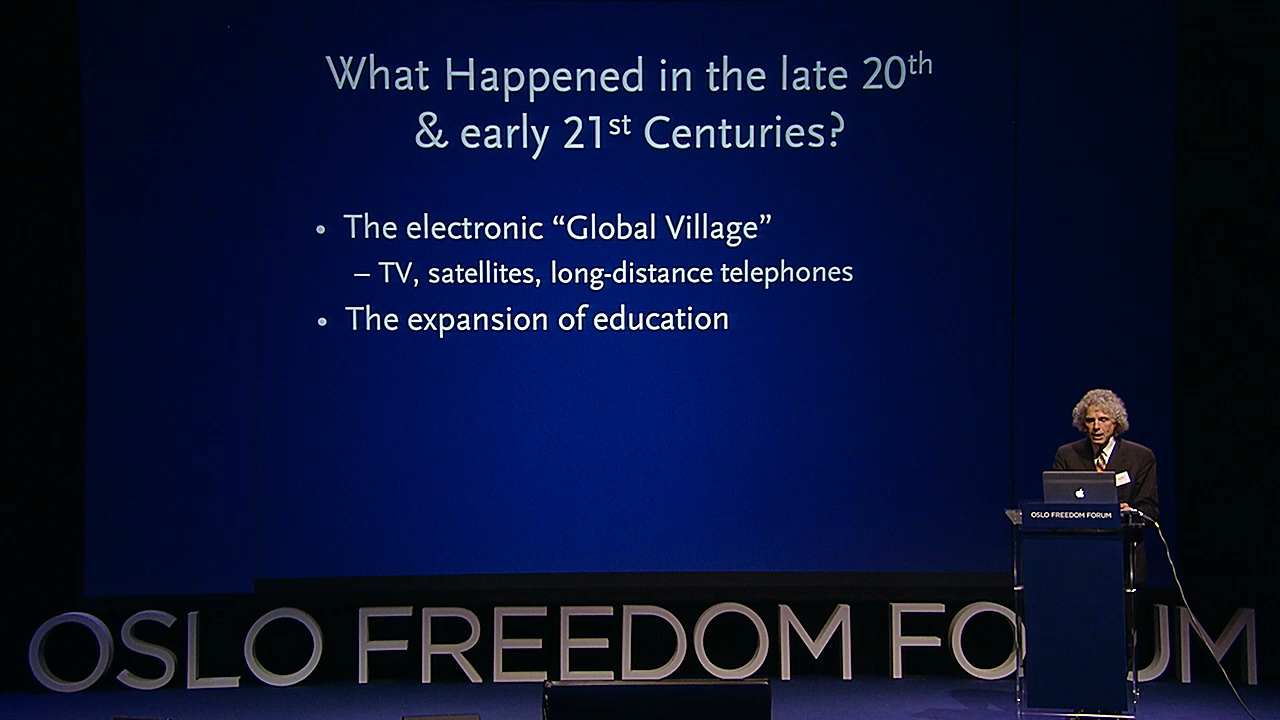 What Happened in the late 20th
& early 21st Centuries?
• The electronic “Global Village”
– TV, satellites, long-distance telephones
• The expansion of education
OSLO FREEDOM FORUM
OSLO FREEDOM FORUM